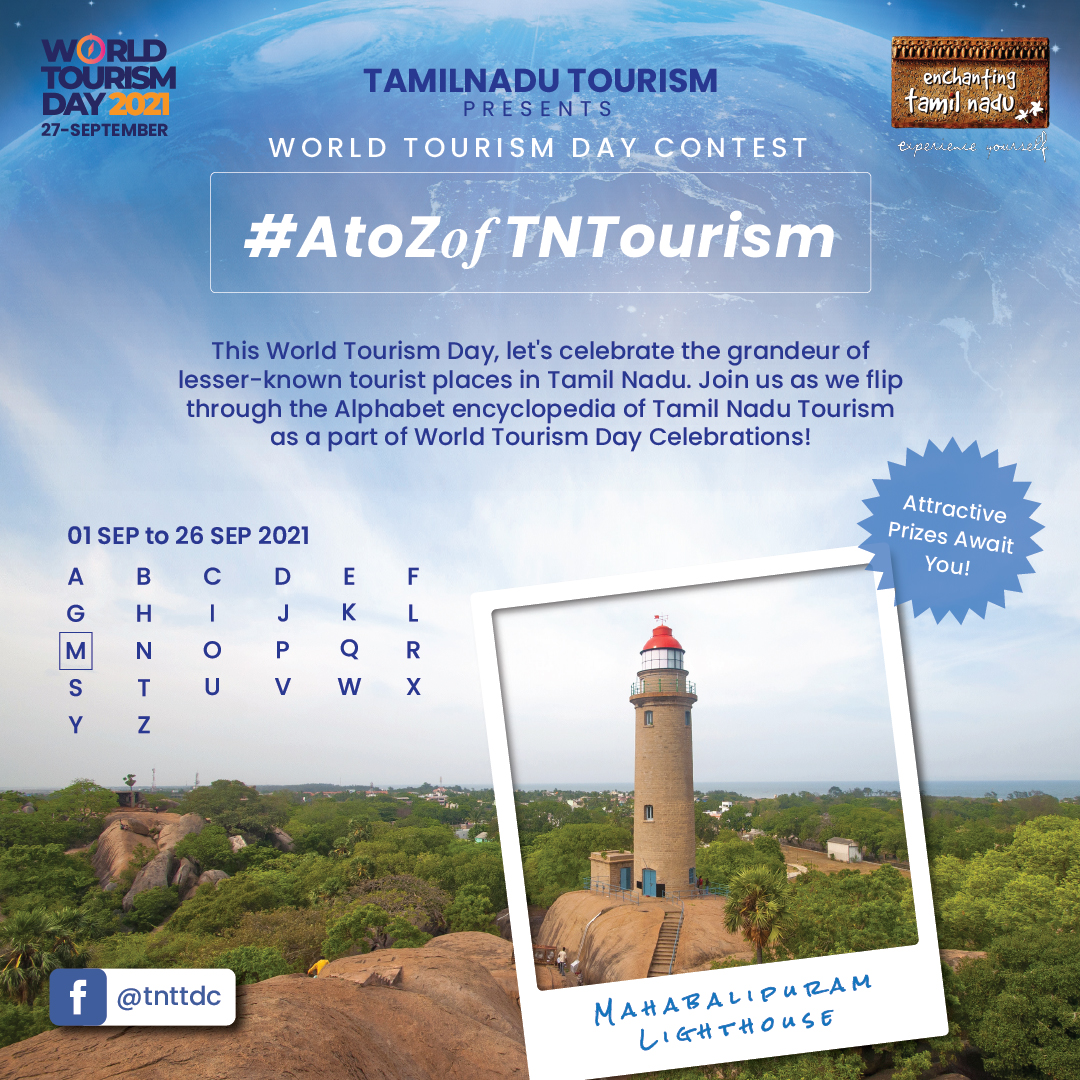 WORLD
TOURISM
DAY 2021
27-SEPTEMBER
TAMILNADU TOURISM
PRESENTS
WORLD TOURISM DAY CONTEST
enchanting
tamil nadu
experience yourself
#AtoZof TNTourism
This World Tourism Day, let's celebrate the grandeur of
lesser-known tourist places in Tamil Nadu. Join us as we flip
through the Alphabet encyclopedia of Tamil Nadu Tourism
as a part of World Tourism Day Celebrations!
Attractive
Prizes Await
You!
01 SEP to 26 SEP 2021
A B C D E F
G H I J K L
M N O P Q R
S T U V W X
Y Z
MAHABALIPURAM
LIGHTHOUSE
f @tnttdc